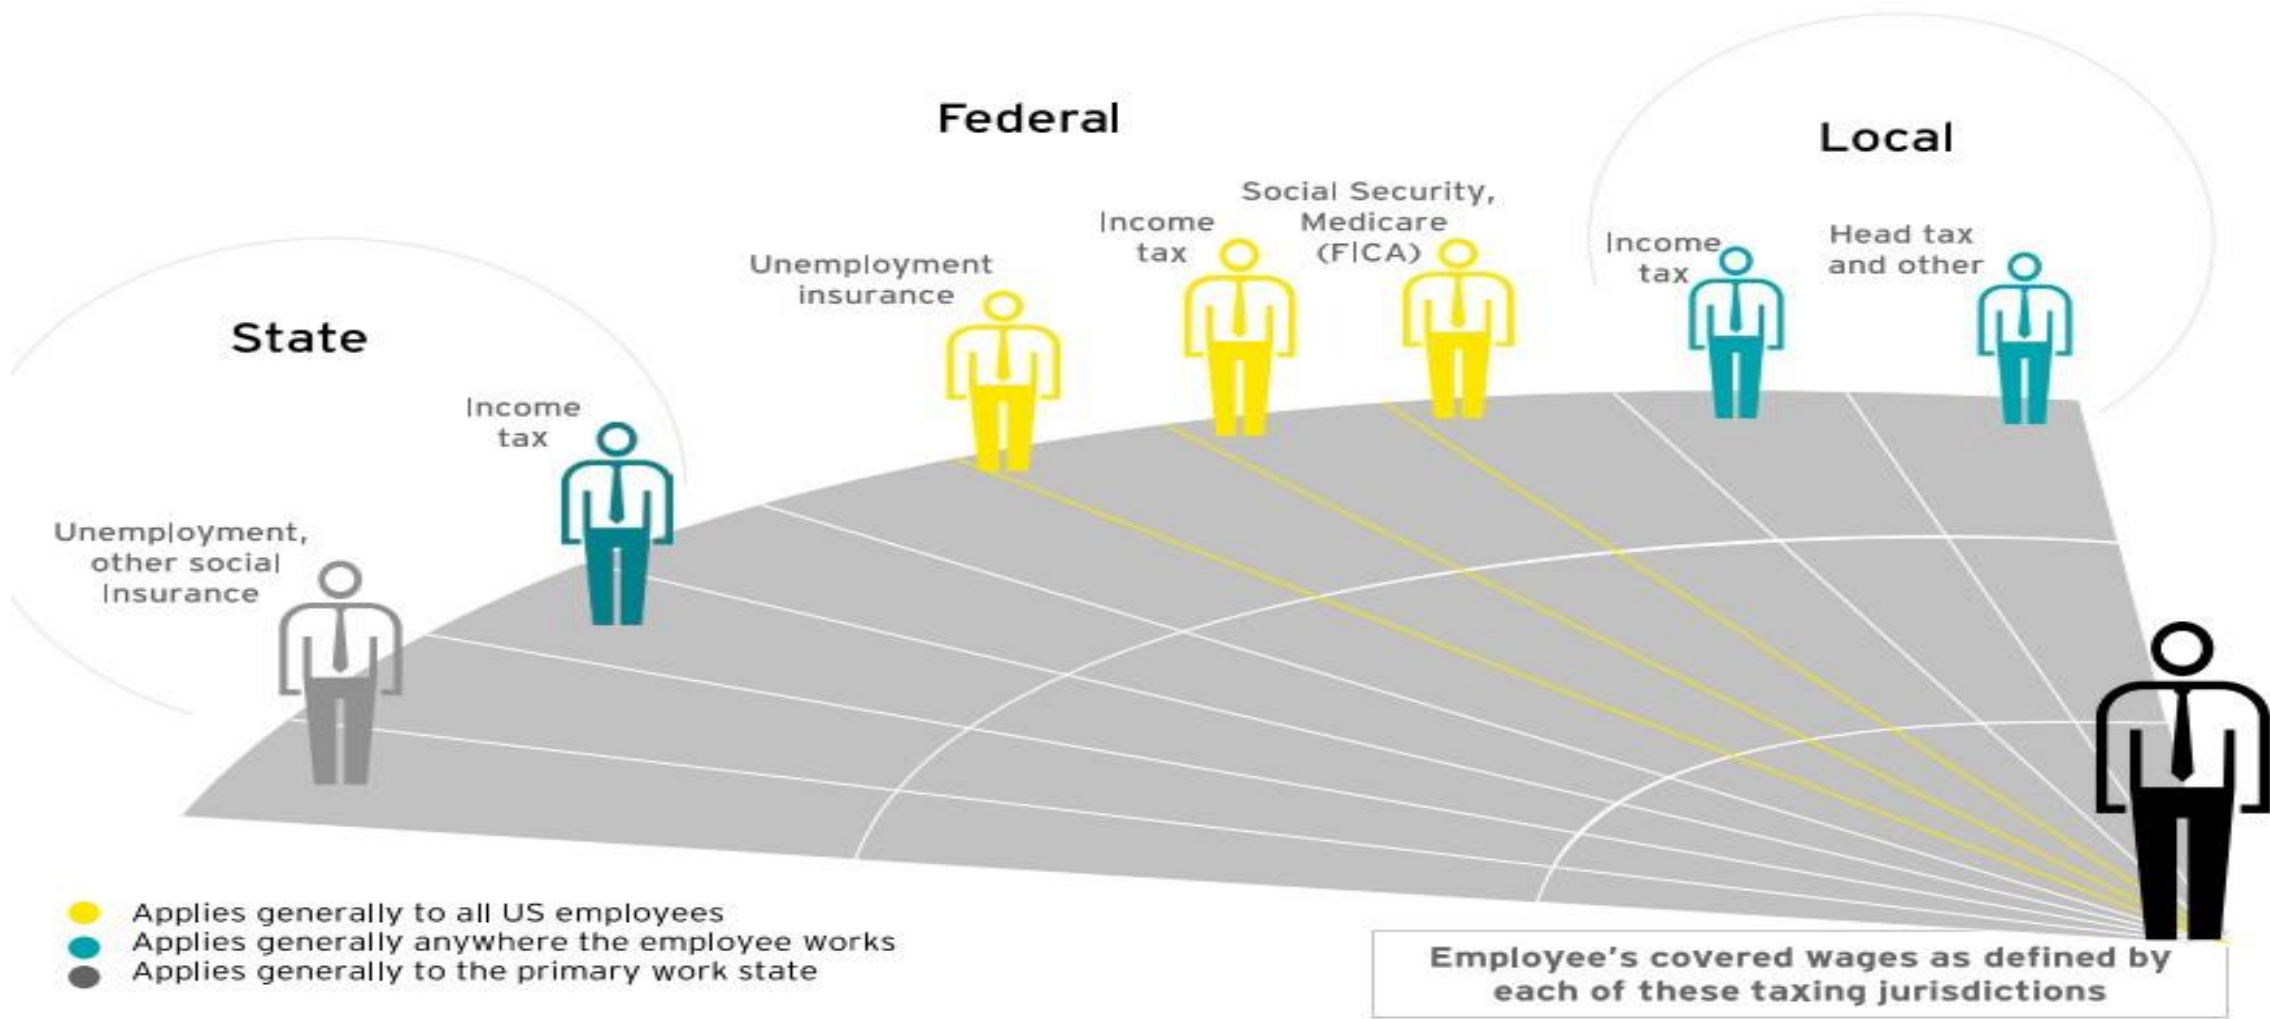 Federal
Local
State
Social Security,
Medicare
(FICA)
Income
tax
Unemployment
insurance
Income
tax
Head tax
and other
Income
tax
Unemployment,
other social
Insurance
Applies generally to all US employees
Applies generally anywhere the employee works
Applies generally to the primary work state
Employee's covered wages as defined by
each of these taxing jurisdictions